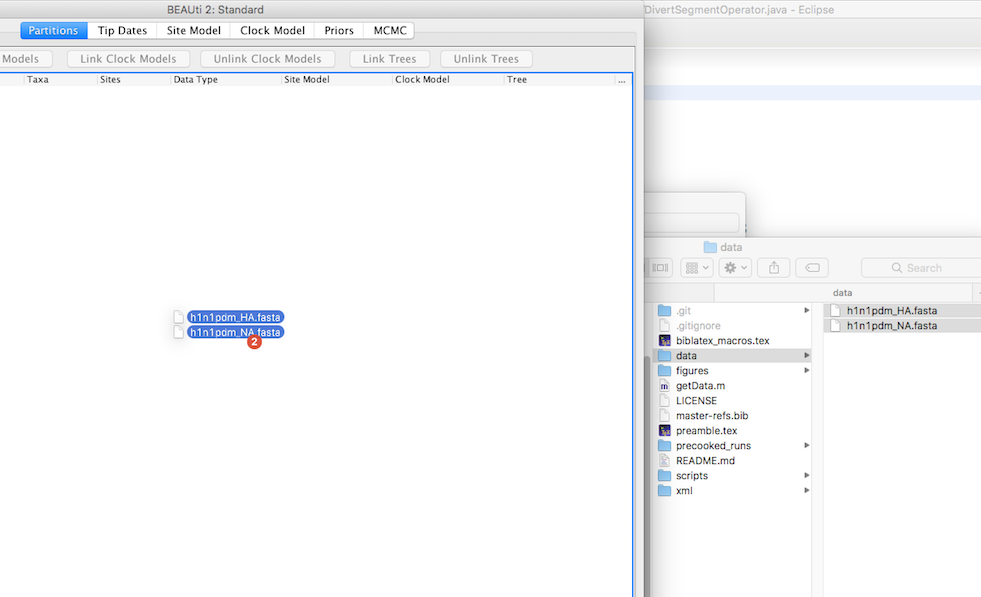 BEAUti 2: Standard
DivertSegmentOperator.java - Eclipse
Partitions Tip Dates Site Model Clock Model Priors MCMC
Models Link Clock Models Unlink Clock Models Link Trees Unlink Trees
Taxa Sites Data Type Site Model Clock Model Tree ...
h1n1pdm_HA.fasta
h1n1pdm_NA.fasta
2
data
Search
data
.git
.gitignore
biblatex_macros.tex
data
figures
getData.m
LICENSE
master-refs.bib
preamble.tex
precooked_runs
README.md
scripts
xml
h1n1pdm_HA.fasta
h1n1pdm_NA.fasta